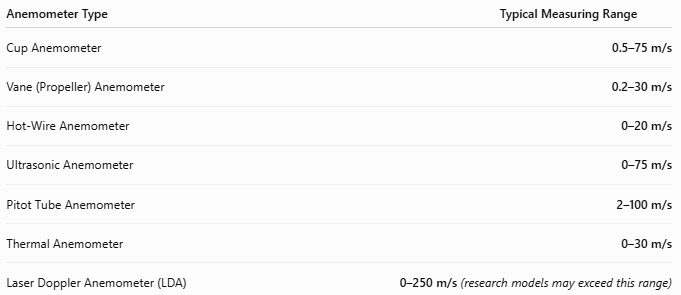 Anemometer Type Typical Measuring Range
Cup Anemometer 0.5–75 m/s
Vane (Propeller) Anemometer 0.2–30 m/s
Hot-Wire Anemometer 0–20 m/s
Ultrasonic Anemometer 0–75 m/s
Pitot Tube Anemometer 2–100 m/s
Thermal Anemometer 0–30 m/s
Laser Doppler Anemometer (LDA) 0–250 m/s (research models may exceed this range)